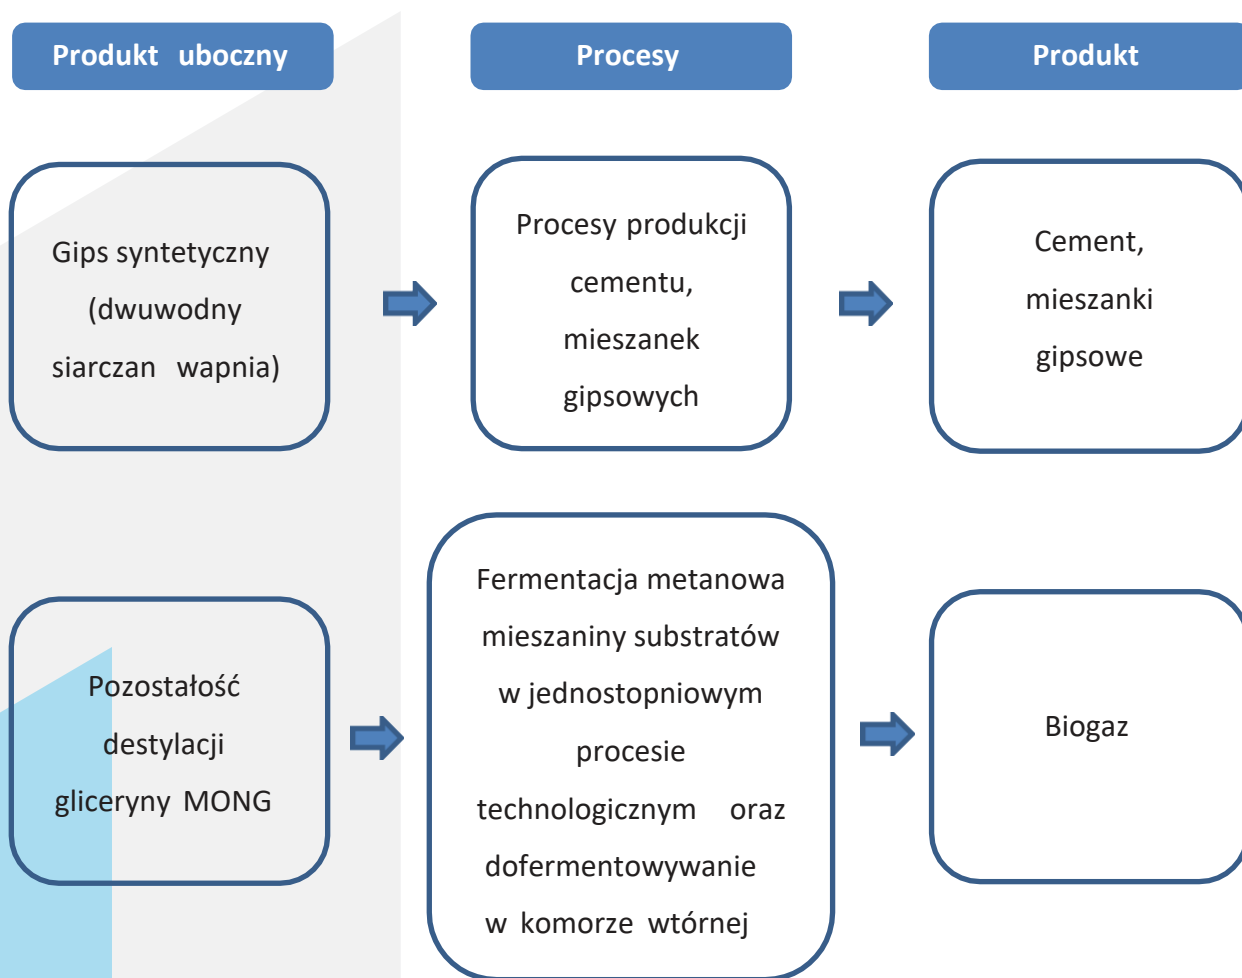 Produkt uboczny
Procesy
Produkt
Gips syntetyczny
(dwuwodny
siarczan wapnia)
Procesy produkcji
cementu,
mieszanek
gipsowych
Cement,
mieszanki
gipsowe
Pozostałość
destylacji
gliceryny MONG
Fermentacja metanowa
mieszaniny substratów
w jednostopniowym
procesie
technologicznym oraz
dofermentowywanie
w komorze wtórnej
Biogaz